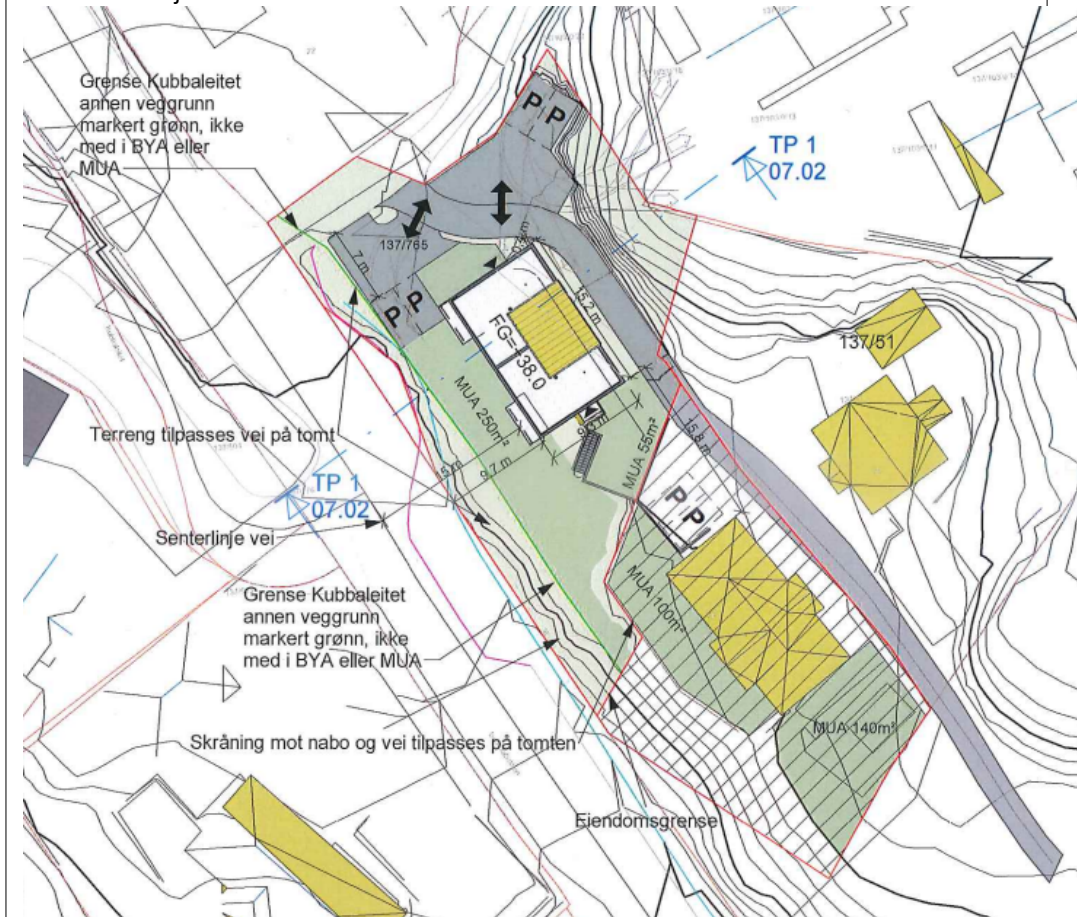 Grense Kubbaleitet
annen veggrunn
markert grønn, ikke
med i BYA eller
MUA
P P
TP 1
07.02
137/765
7 m
P P
15.2 m
FG=+38.0
137/51
MUA 250m²
Terreng tilpasses vei på tomt
MUA 55m²
15.8 m
9.7 m
TP 1
07.02
P P
Senterlinje vei
MUA 100m²
Grense Kubbaleitet
annen veggrunn
markert grønn, ikke
med i BYA eller MUA
Skråning mot nabo og vei tilpasses på tomten
MUA 140m²
Eiendomsgrense